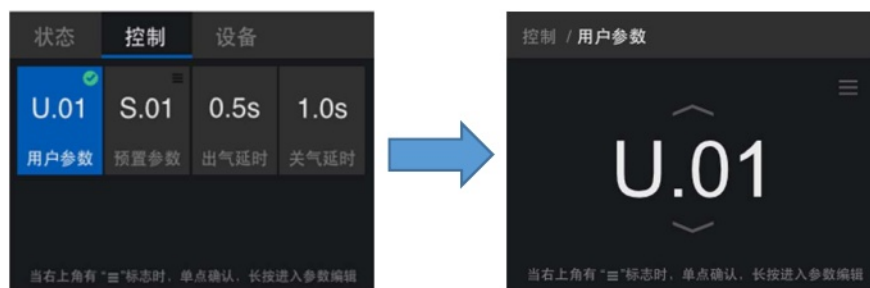 状态 控制 设备
U.01 S.01 0.5s 1.0s
用户参数 预置参数 出气延时 关气延时
当右上角有“≡”标志时，单点确认，长按进入参数编辑
控制 / 用户参数
U.01
当右上角有“≡”标志时，单点确认，长按进入参数编辑